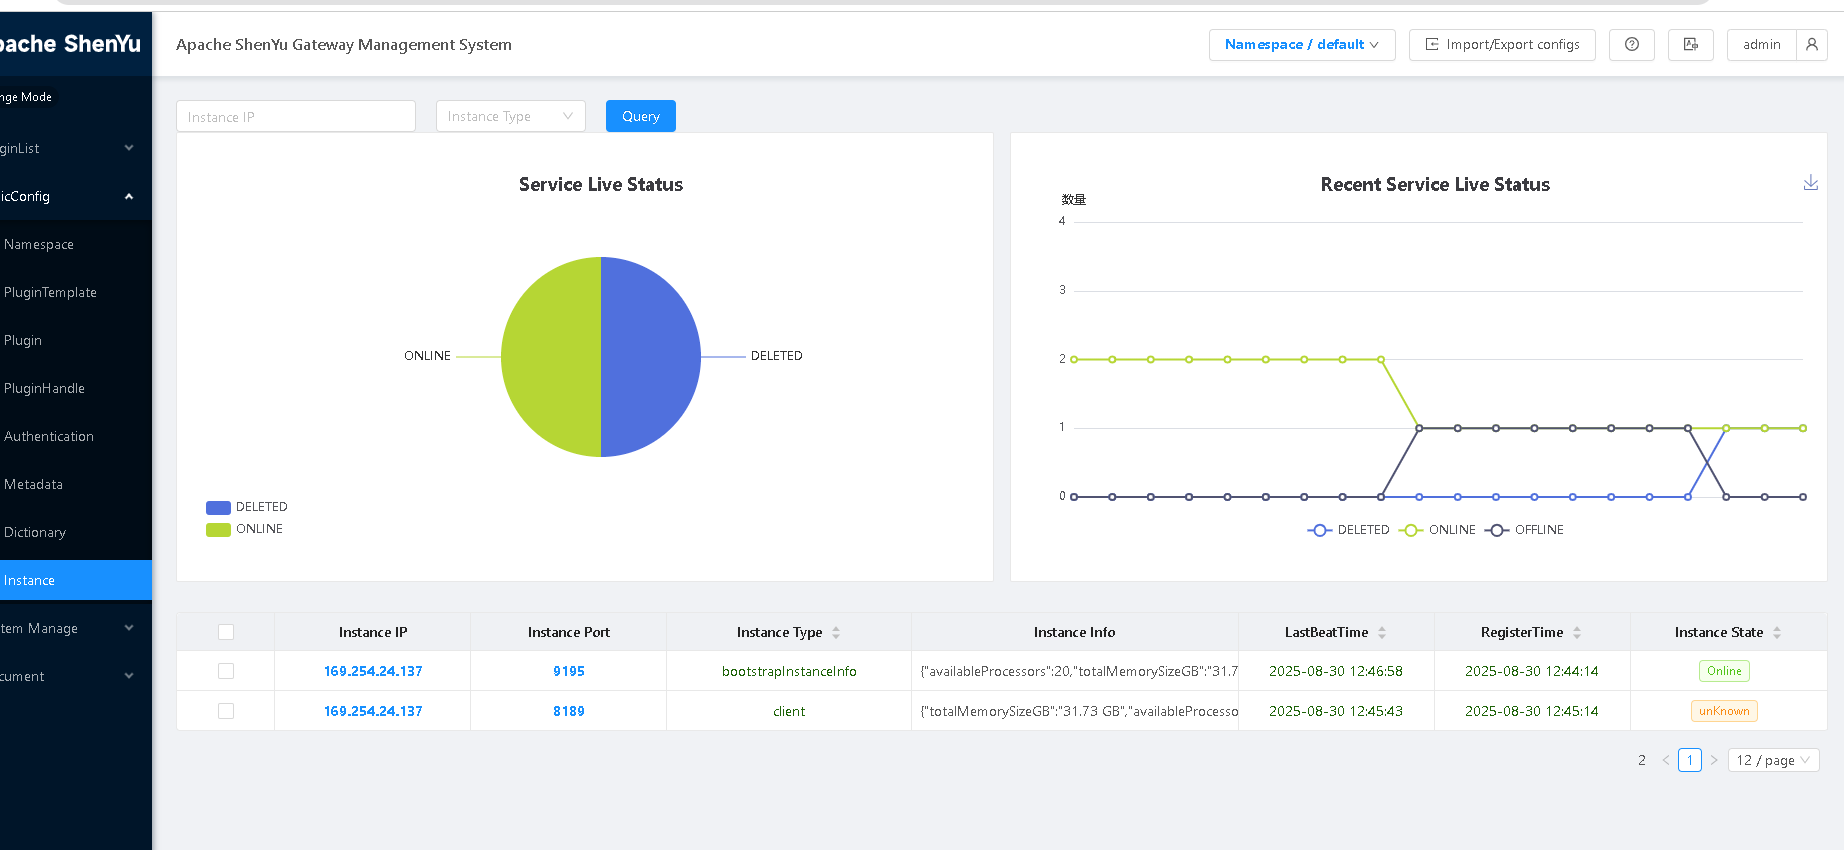 pache ShenYu
Apache ShenYu Gateway Management System
Namespace / default
Import/Export configs
admin
nge Mode
ginList
icConfig
Namespace
PluginTemplate
Plugin
PluginHandle
Authentication
Metadata
Dictionary
Instance
tem Manage
cument
Instance IP
Instance Type
Query
Service Live Status
ONLINE
DELETED
DELETED
ONLINE
Recent Service Live Status
数量
4
3
2
1
0
DELETED
ONLINE
OFFLINE
Instance IP Instance Port Instance Type Instance Info LastBeatTime RegisterTime Instance State
169.254.24.137 9195 bootstrapInstanceInfo {"availableProcessors":20,"totalMemorySizeGB":"31.7 2025-08-30 12:46:58 2025-08-30 12:44:14 Online
169.254.24.137 8189 client {"totalMemorySizeGB":"31.73 GB","availableProcesso 2025-08-30 12:45:43 2025-08-30 12:45:14 unKnown
2 < 1 > 12 / page